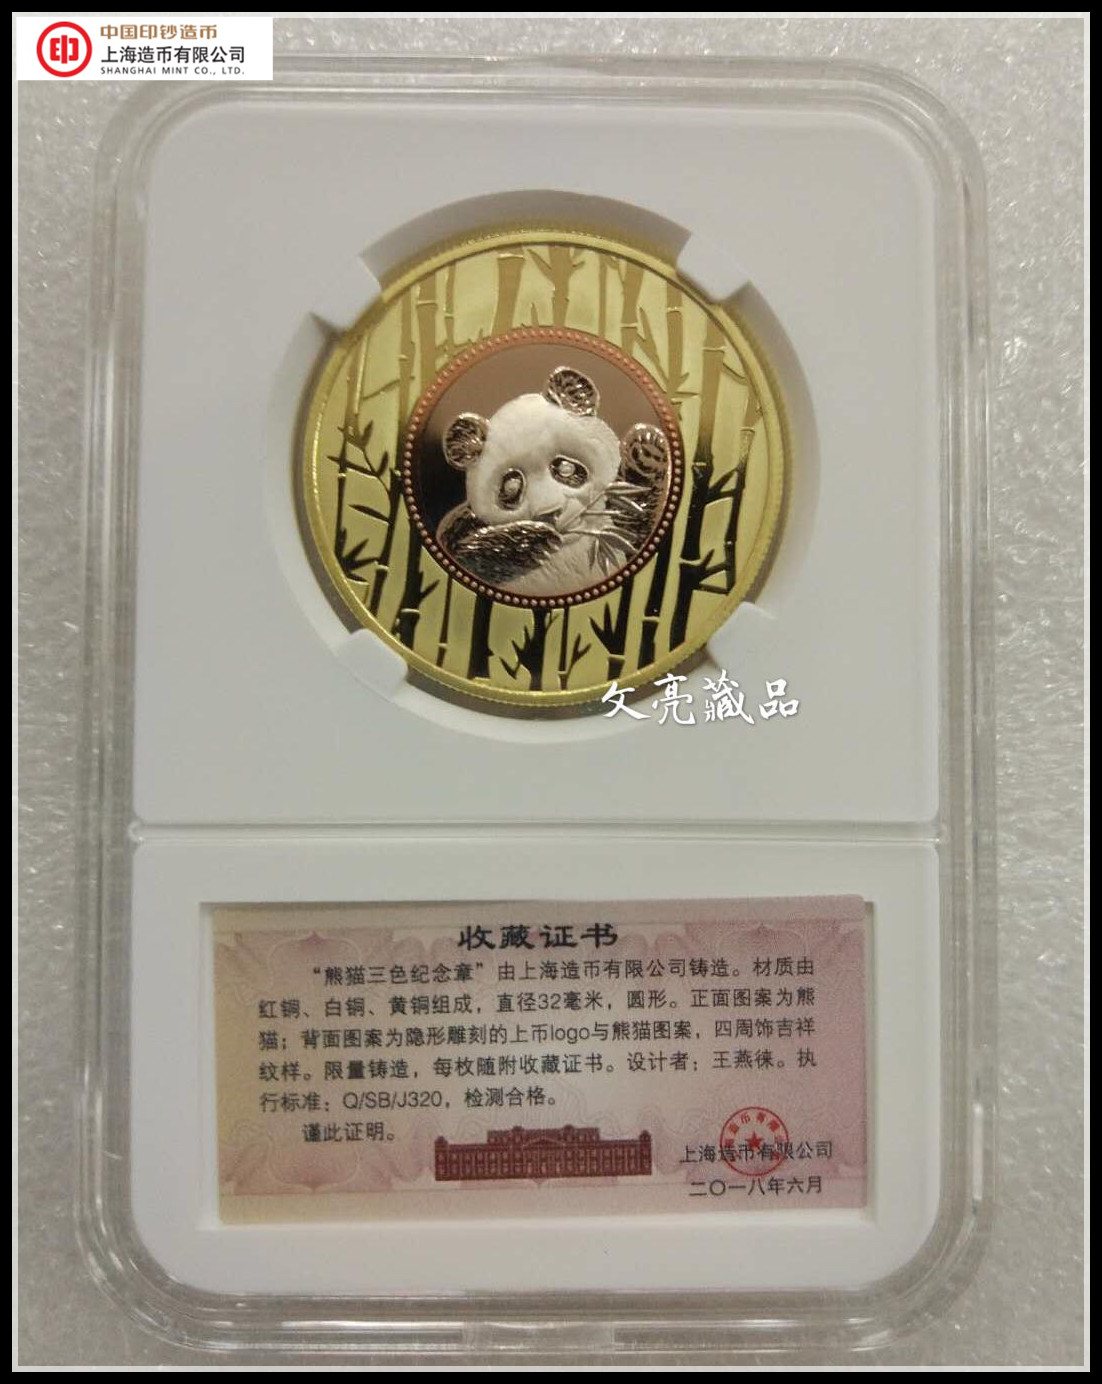 中国印钞造币
上海造币有限公司
SHANGHAI MINT CO., LTD.
文亮藏品
收藏证书
“熊猫三色纪念章”由上海造币有限公司铸造。材质由
红铜、白铜、黄铜组成，直径32毫米，圆形。正面图案为熊
猫；背面图案为隐形雕刻的上币logo与熊猫图案，四周饰吉祥
纹样。限量铸造，每枚随附收藏证书。设计者：王燕徕。执
行标准：Q/SB/J320，检测合格。
谨此证明。
上海造币有限公司
二〇一八年六月